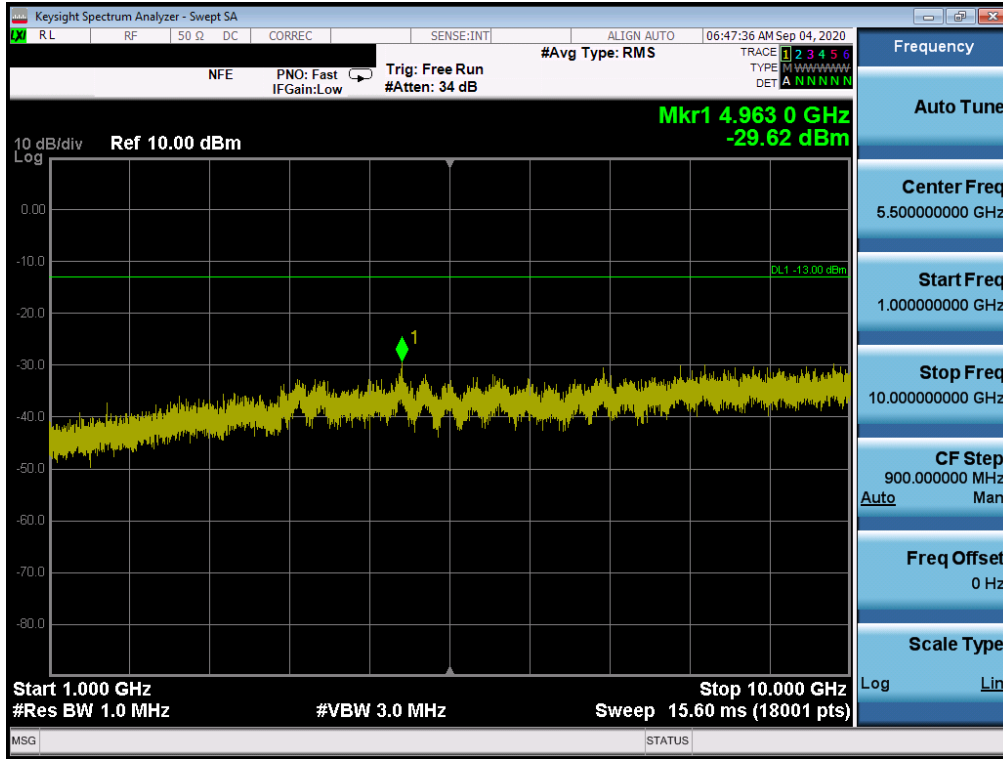 Keysight Spectrum Analyzer - Swept SA
LXI RL RF 50 Ω DC CORREC SENSE:INT ALIGN AUTO 06:47:36 AM Sep 04, 2020
NFE
PNO: Fast
IFGain:Low
Trig: Free Run
#Atten: 34 dB
#Avg Type: RMS
TRACE 1 2 3 4 5 6
TYPE M WWWWW
DET A N N N N N
Mkr1 4.963 0 GHz
-29.62 dBm
10 dB/div
Log
Ref 10.00 dBm
0.00
-10.0
-20.0
-30.0
-40.0
-50.0
-60.0
-70.0
-80.0
DL1 -13.00 dBm
1
Start 1.000 GHz
Stop 10.000 GHz
#Res BW 1.0 MHz
#VBW 3.0 MHz
Sweep 15.60 ms (18001 pts)
MSG
STATUS
Frequency
Auto Tune
Center Freq
5.500000000 GHz
Start Freq
1.000000000 GHz
Stop Freq
10.000000000 GHz
CF Step
900.000000 MHz
Auto Man
Freq Offset
0 Hz
Scale Type
Log Lin